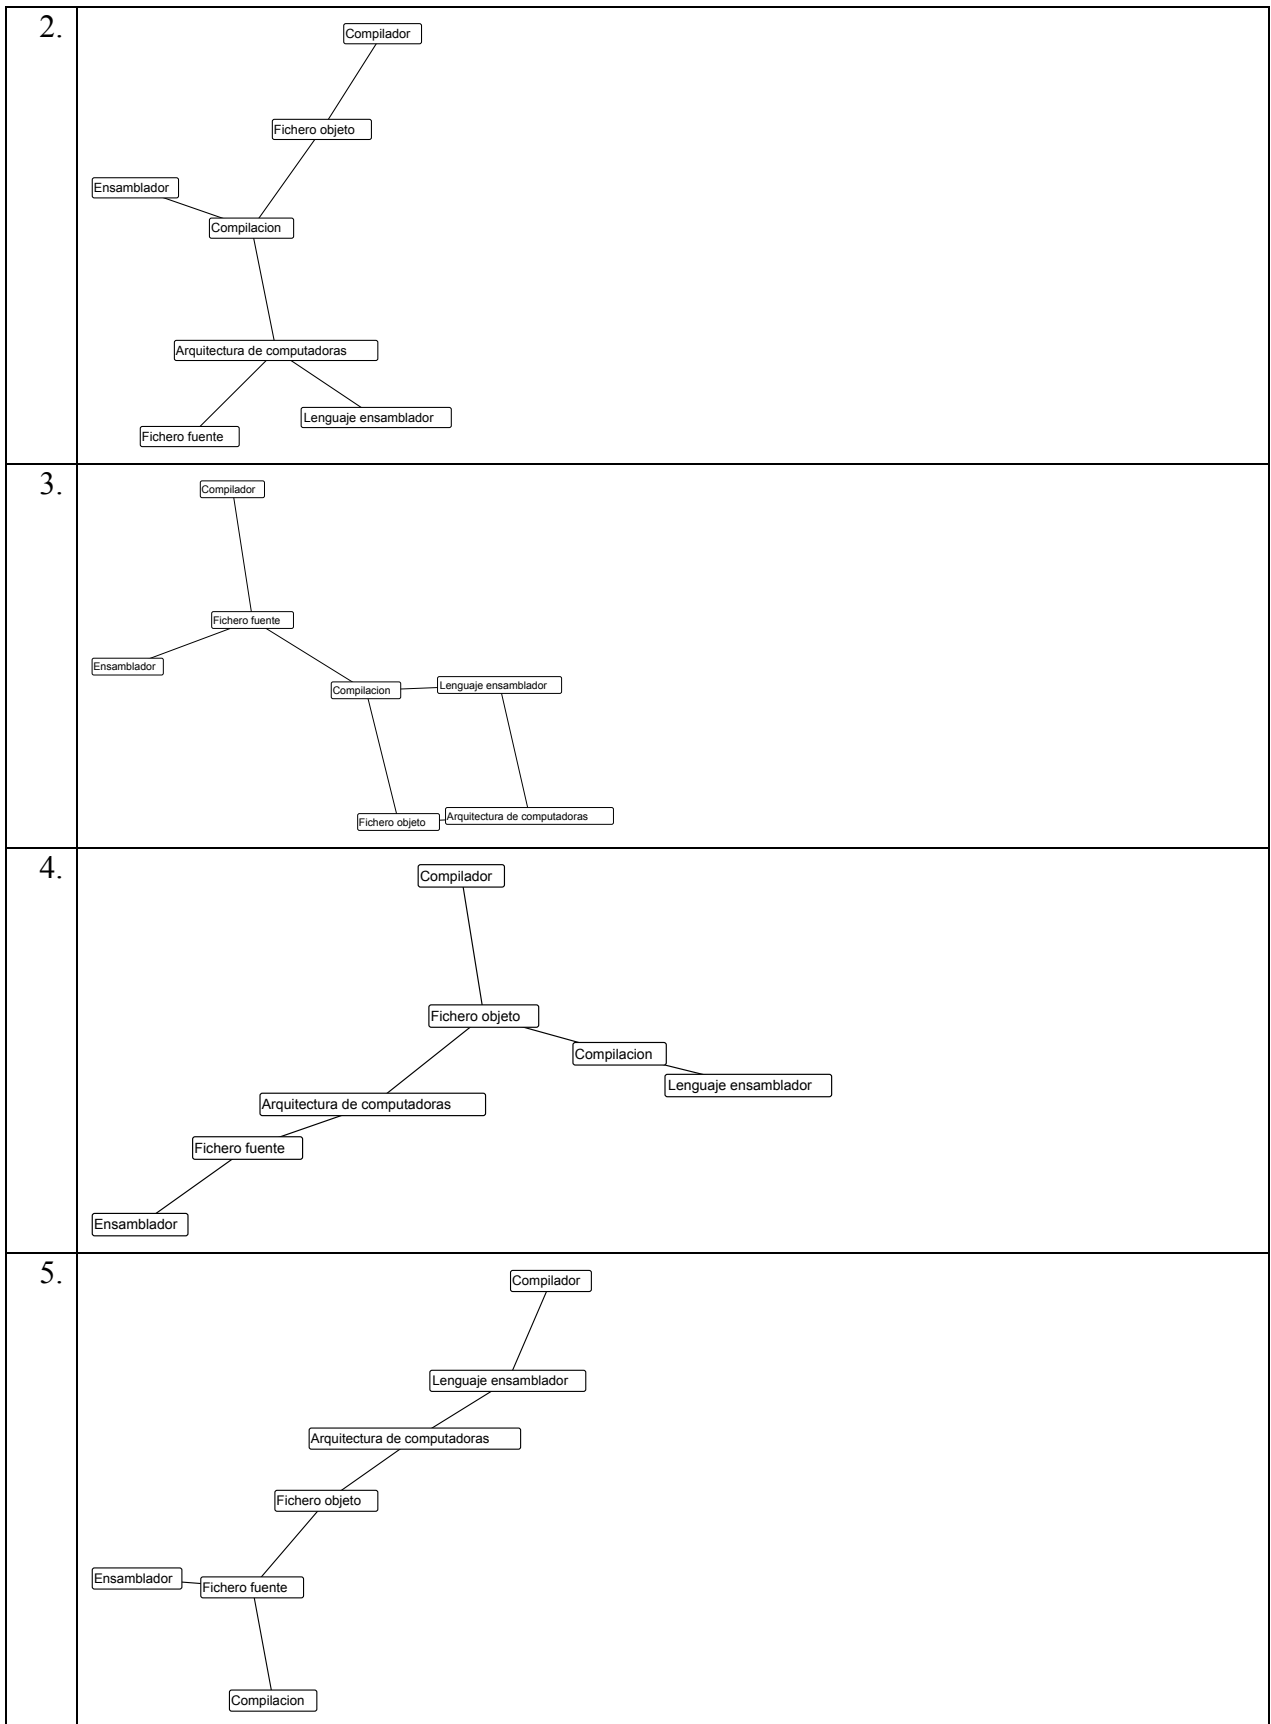 2.
Compilador
Fichero objeto
Ensamblador
Compilacion
Arquitectura de computadoras
Lenguaje ensamblador
Fichero fuente
3.
Compilador
Fichero fuente
Ensamblador
Compilacion
Lenguaje ensamblador
Fichero objeto
Arquitectura de computadoras
4.
Compilador
Fichero objeto
Compilacion
Lenguaje ensamblador
Arquitectura de computadoras
Fichero fuente
Ensamblador
5.
Compilador
Lenguaje ensamblador
Arquitectura de computadoras
Fichero objeto
Ensamblador
Fichero fuente
Compilacion